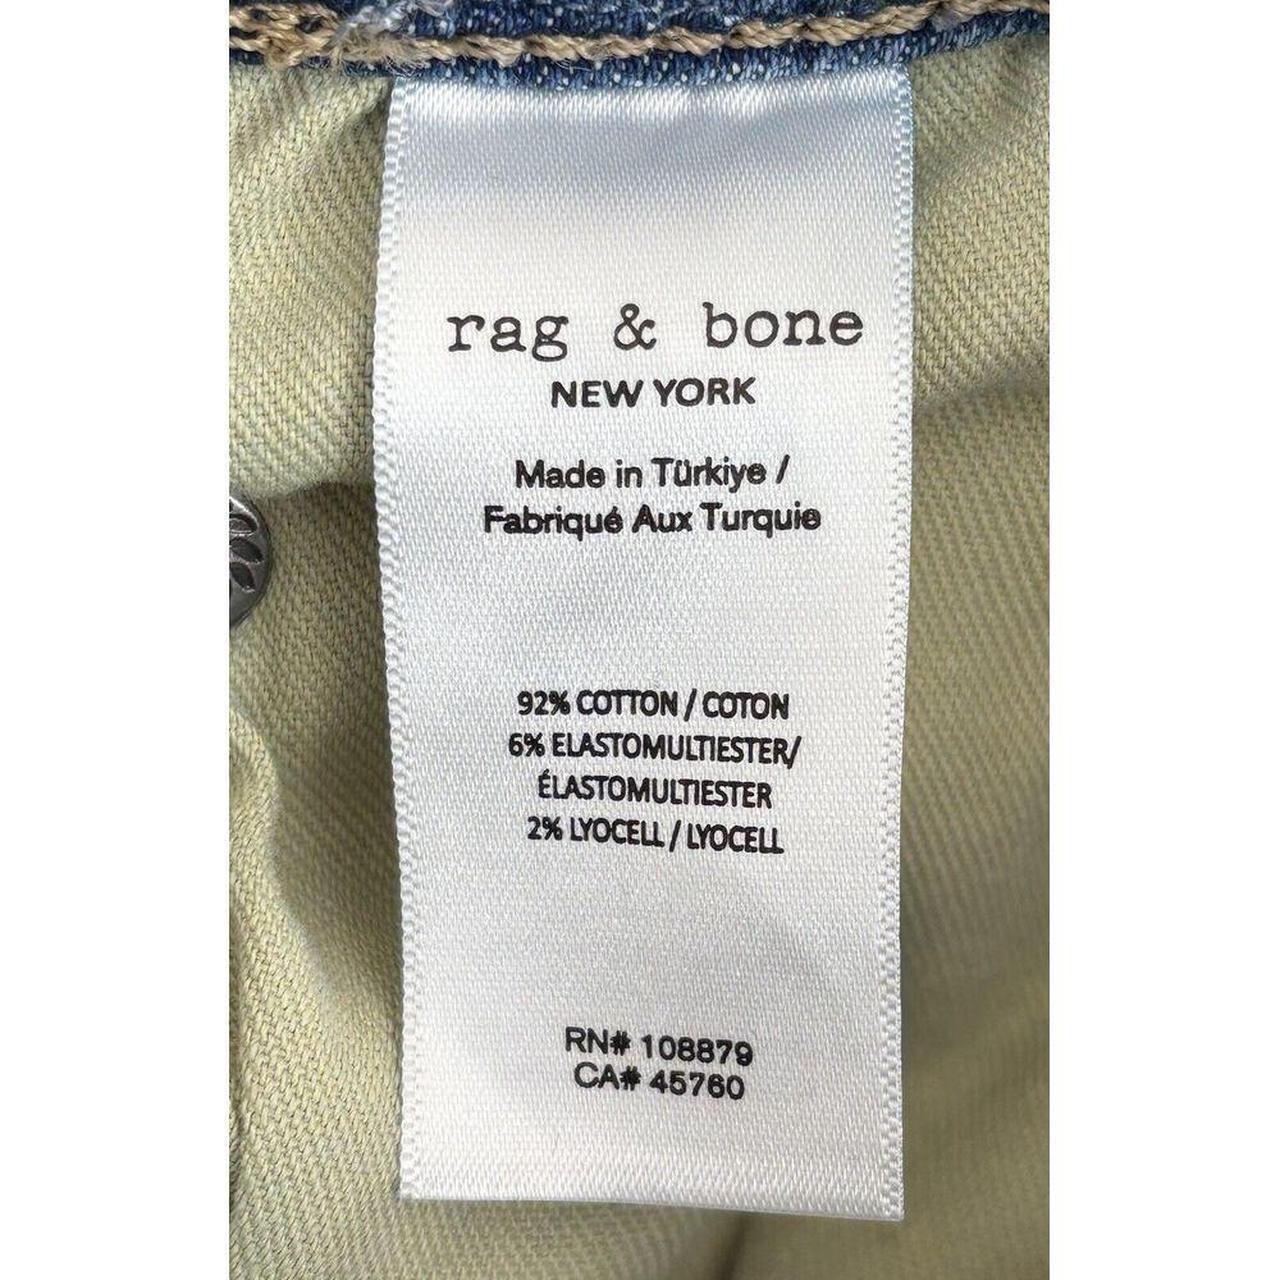 rag & bone
NEW YORK
Made in Türkiye /
Fabriqué Aux Turquie
92% COTTON / COTON
6% ELASTOMULTIESTER/
ÉLASTOMULTIESTER
2% LYOCELL / LYOCELL
RN# 108879
CA# 45760